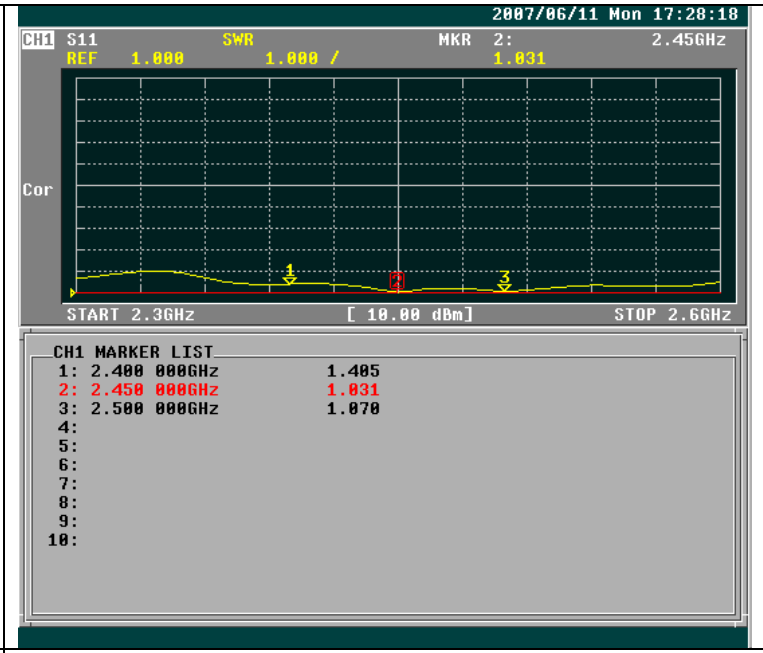 2007/06/11 Mon 17:28:18
CH1 S11 SWR MKR 2: 2.45GHz
REF 1.000 1.000 / 1.031
Cor
1
2
3
START 2.3GHz [ 10.00 dBm] STOP 2.6GHz
CH1 MARKER LIST
1: 2.400 000GHz 1.405
2: 2.450 000GHz 1.031
3: 2.500 000GHz 1.070
4:
5:
6:
7:
8:
9:
10: